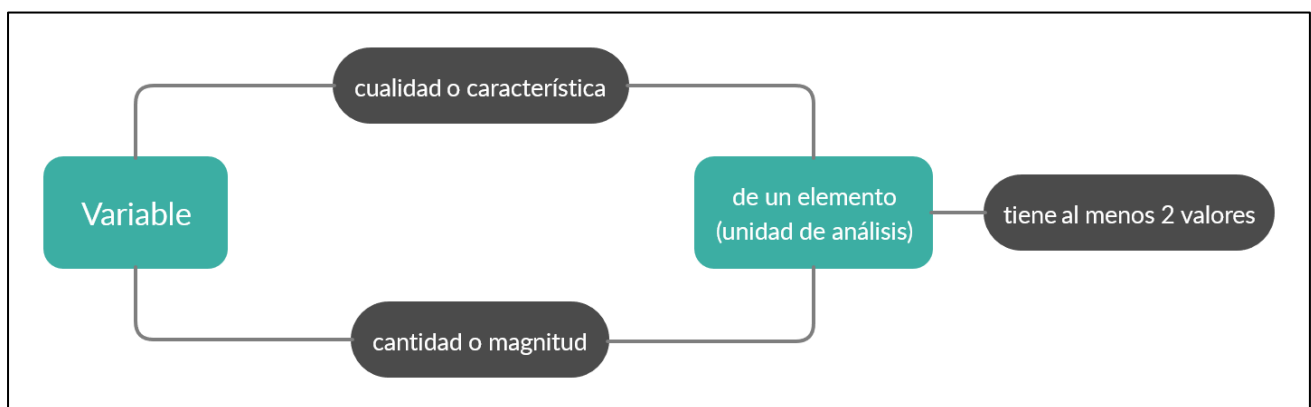 cualidad o característica
Variable
de un elemento
(unidad de análisis)
tiene al menos 2 valores
cantidad o magnitud